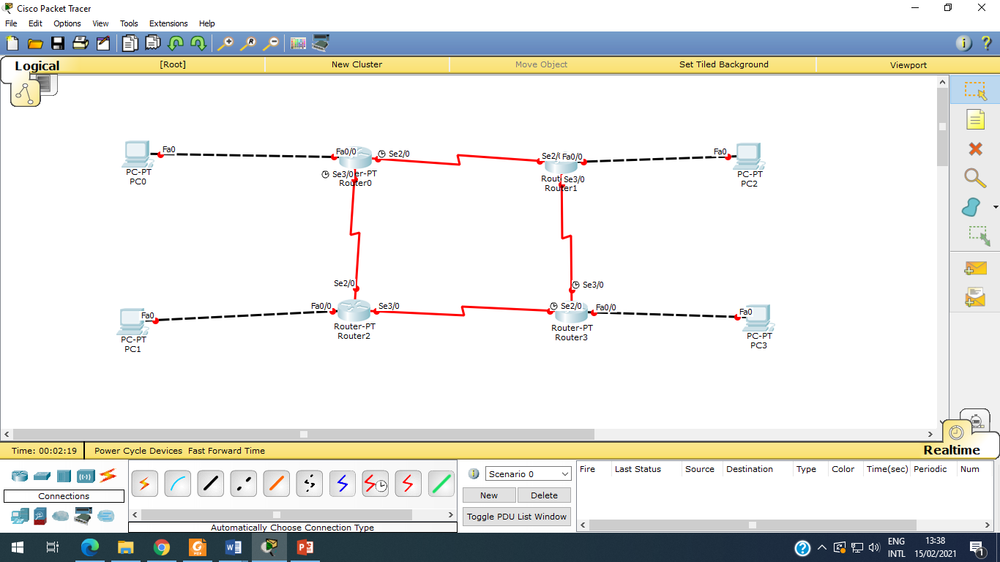 Cisco Packet Tracer
File Edit Options View Tools Extensions Help
Logical [Root] New Cluster Move Object Set Tiled Background Viewport
Fa0 Fa0/0 Se2/0 Se2/0 Fa0/0 Fa0
PC-PT
PC0
Se3/0
Router0
Se3/0
Router1
PC-PT
PC2
Se2/0 Se3/0
Fa0 Fa0/0 Se3/0 Se2/0 Fa0/0 Fa0
PC-PT
PC1
Router-PT
Router2
Router-PT
Router3
PC-PT
PC3
Time: 00:02:19 Power Cycle Devices Fast Forward Time Realtime
Connections
Automatically Choose Connection Type
Scenario 0
New Delete
Toggle PDU List Window
Fire Last Status Source Destination Type Color Time(sec) Periodic Num
ENG
INTL
13:38
15/02/2021
1